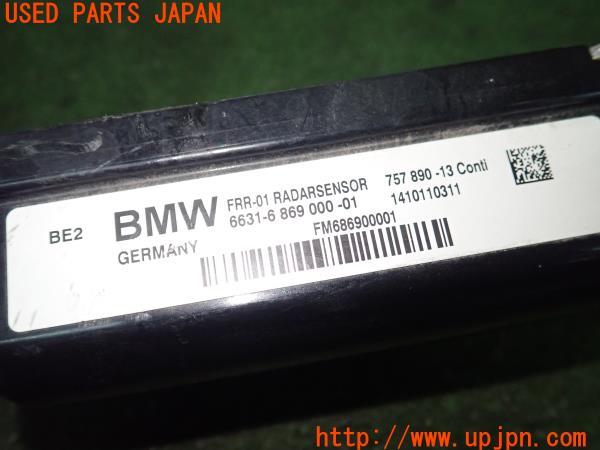 USED PARTS JAPAN
BE2 BMW FRR-01 RADARSENSOR 757 890 -13 Conti
GERMANY 6631-6 869 000 -01 1410110311
FM686900001
http://www.upjpn.com